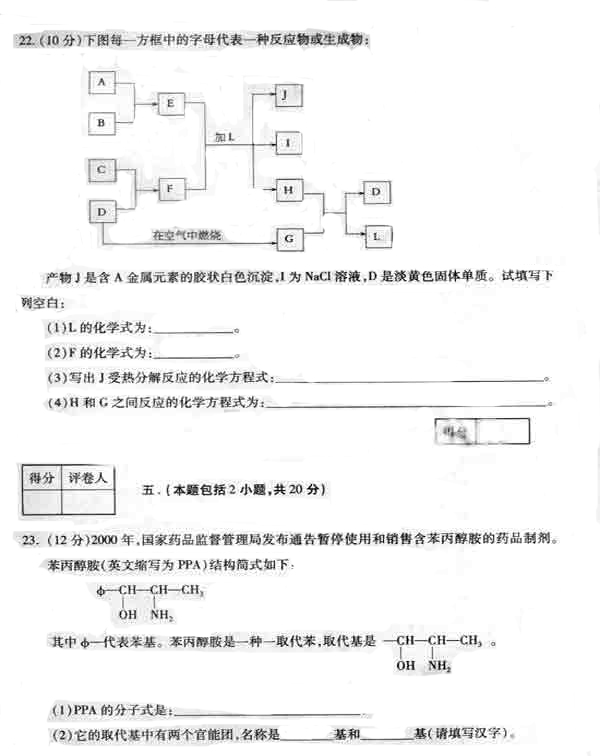 22.(10分)下图每一方框中的字母代表一种反应物或生成物:
A
B
C
D
E
F
加L
在空气中燃烧
J
I
H
G
D
L
产物J是含A金属元素的胶状白色沉淀,I为NaCl溶液,D是淡黄色固体单质。试填写下
列空白:
(1)L的化学式为:________。
(2)F的化学式为:________。
(3)写出J受热分解反应的化学方程式:________。
(4)H和G之间反应的化学方程式为:________。
得分
得分 评卷人
五.(本题包括2小题,共20分)
23.(12分)2000年,国家药品监督管理局发布通告暂停使用和销售含苯丙醇胺的药品制剂。
苯丙醇胺(英文缩写为PPA)结构简式如下:
φ—CH—CH—CH₃
OH NH₂
其中φ—代表苯基。苯丙醇胺是一种一取代苯,取代基是 —CH—CH—CH₃ 。
OH NH₂
(1)PPA的分子式是:________.
(2)它的取代基中有两个官能团,名称是________基和________基(请填写汉字)。